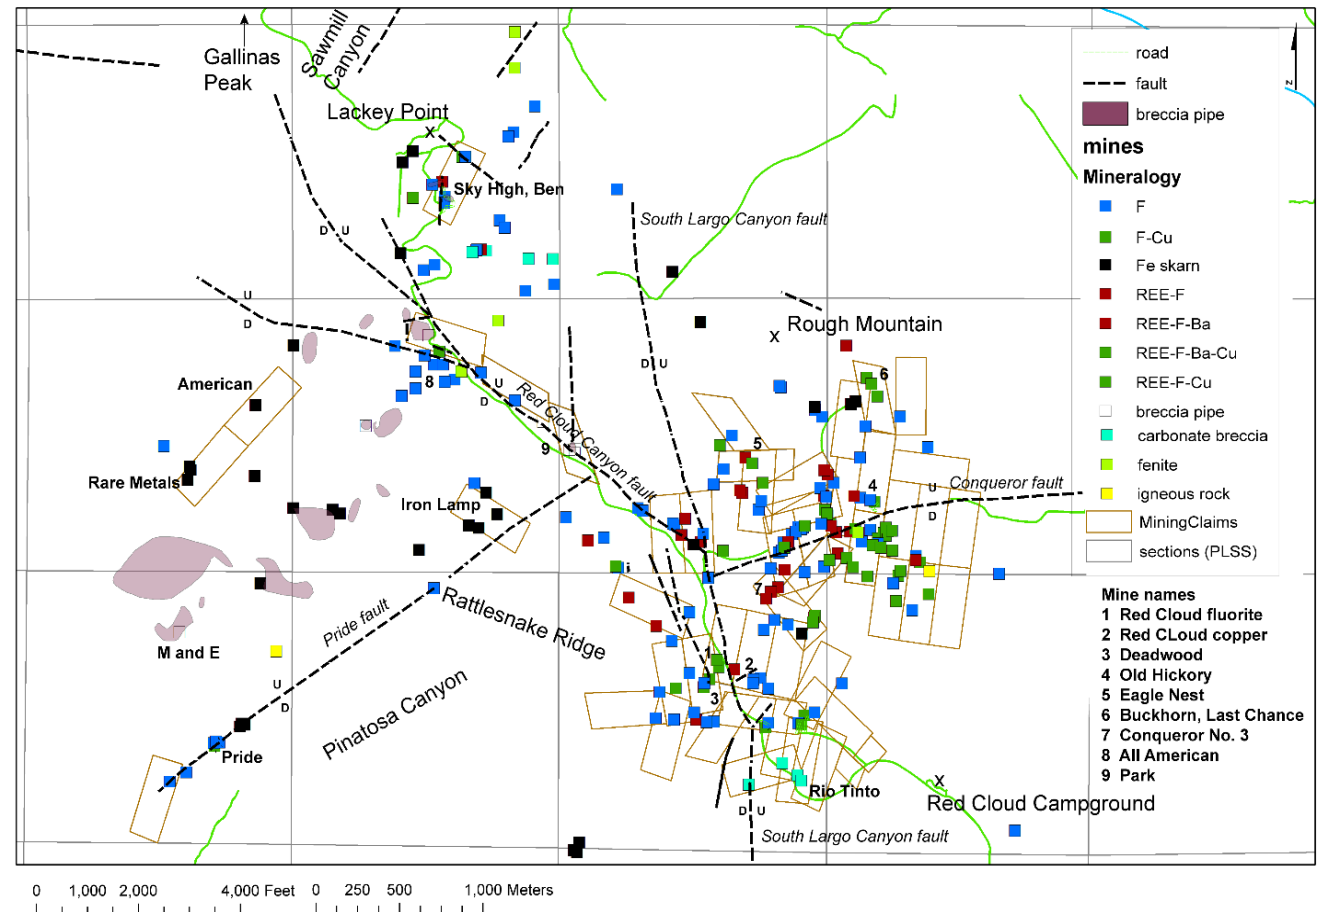 Gallinas
Peak
Sawmill
Canyon
Lackey Point
X
Sky High, Ben
South Largo Canyon fault
D U
U
D
D U
Rough Mountain
X
American
8
U
D
Red Cloud Canyon fault
9
6
5
Rare Metals
Iron Lamp
4
U
D
Conqueror fault
7
Pride fault
Rattlesnake Ridge
M and E
U
D
Pinatosa Canyon
1
2
3
Pride
Rio Tinto
X
Red Cloud Campground
D U
South Largo Canyon fault
z
road
fault
breccia pipe
mines
Mineralogy
F
F-Cu
Fe skarn
REE-F
REE-F-Ba
REE-F-Ba-Cu
REE-F-Cu
breccia pipe
carbonate breccia
fenite
igneous rock
MiningClaims
sections (PLSS)
Mine names
1 Red Cloud fluorite
2 Red CLoud copper
3 Deadwood
4 Old Hickory
5 Eagle Nest
6 Buckhorn, Last Chance
7 Conqueror No. 3
8 All American
9 Park
0 1,000 2,000 4,000 Feet
0 250 500 1,000 Meters